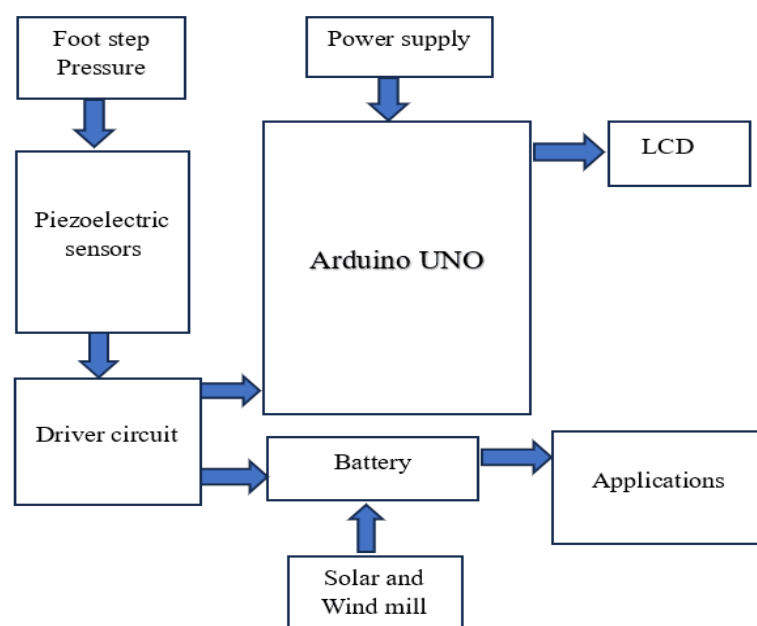 Foot step
Pressure
Power supply
LCD
Piezoelectric
sensors
Arduino UNO
Driver circuit
Battery
Applications
Solar and
Wind mill